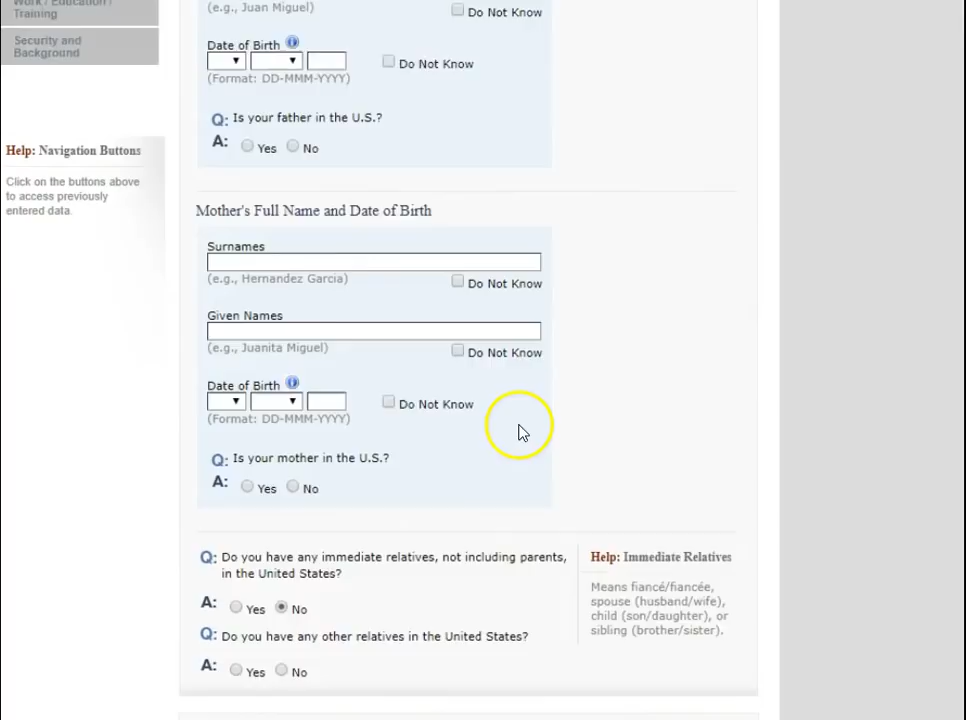 Work / Education /
Training
Security and
Background
Help: Navigation Buttons
Click on the buttons above
to access previously
entered data.
(e.g., Juan Miguel)
Do Not Know
Date of Birth
Do Not Know
(Format: DD-MMM-YYYY)
Q: Is your father in the U.S.?
A: Yes No
Mother's Full Name and Date of Birth
Surnames
(e.g., Hernandez Garcia)
Do Not Know
Given Names
(e.g., Juanita Miguel)
Do Not Know
Date of Birth
Do Not Know
(Format: DD-MMM-YYYY)
Q: Is your mother in the U.S.?
A: Yes No
Q: Do you have any immediate relatives, not including parents,
in the United States?
A: Yes No
Q: Do you have any other relatives in the United States?
A: Yes No
Help: Immediate Relatives
Means fiancé/fiancée,
spouse (husband/wife),
child (son/daughter), or
sibling (brother/sister).